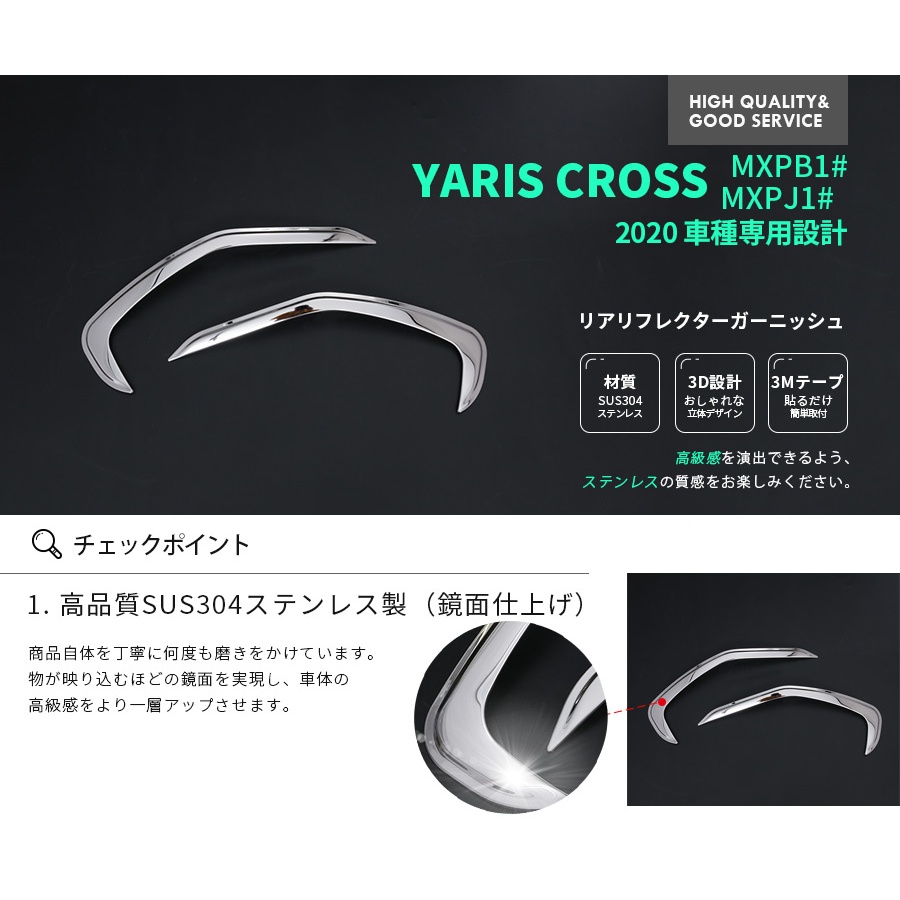 HIGH QUALITY&
GOOD SERVICE
YARIS CROSS
MXPB1#
MXPJ1#
2020 車種専用設計
リアリフレクターガーニッシュ
材質
SUS304
ステンレス
3D設計
おしゃれな
立体デザイン
3Mテープ
貼るだけ
簡単取付
高級感を演出できるよう、
ステンレスの質感をお楽しみください。
チェックポイント
1. 高品質SUS304ステンレス製（鏡面仕上げ）
商品自体を丁寧に何度も磨きをかけています。
物が映り込むほどの鏡面を実現し、車体の
高級感をより一層アップさせます。